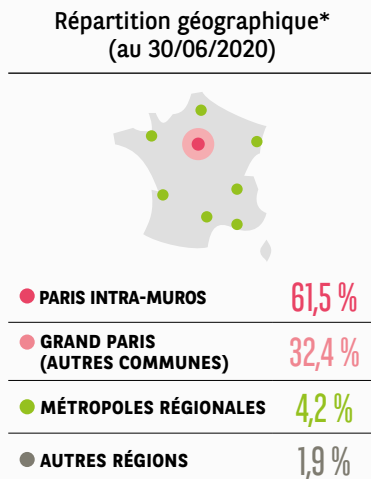 Répartition géographique*
(au 30/06/2020)
PARIS INTRA-MUROS 61,5 %
GRAND PARIS
(AUTRES COMMUNES) 32,4 %
MÉTROPOLES RÉGIONALES 4,2 %
AUTRES RÉGIONS 1,9 %